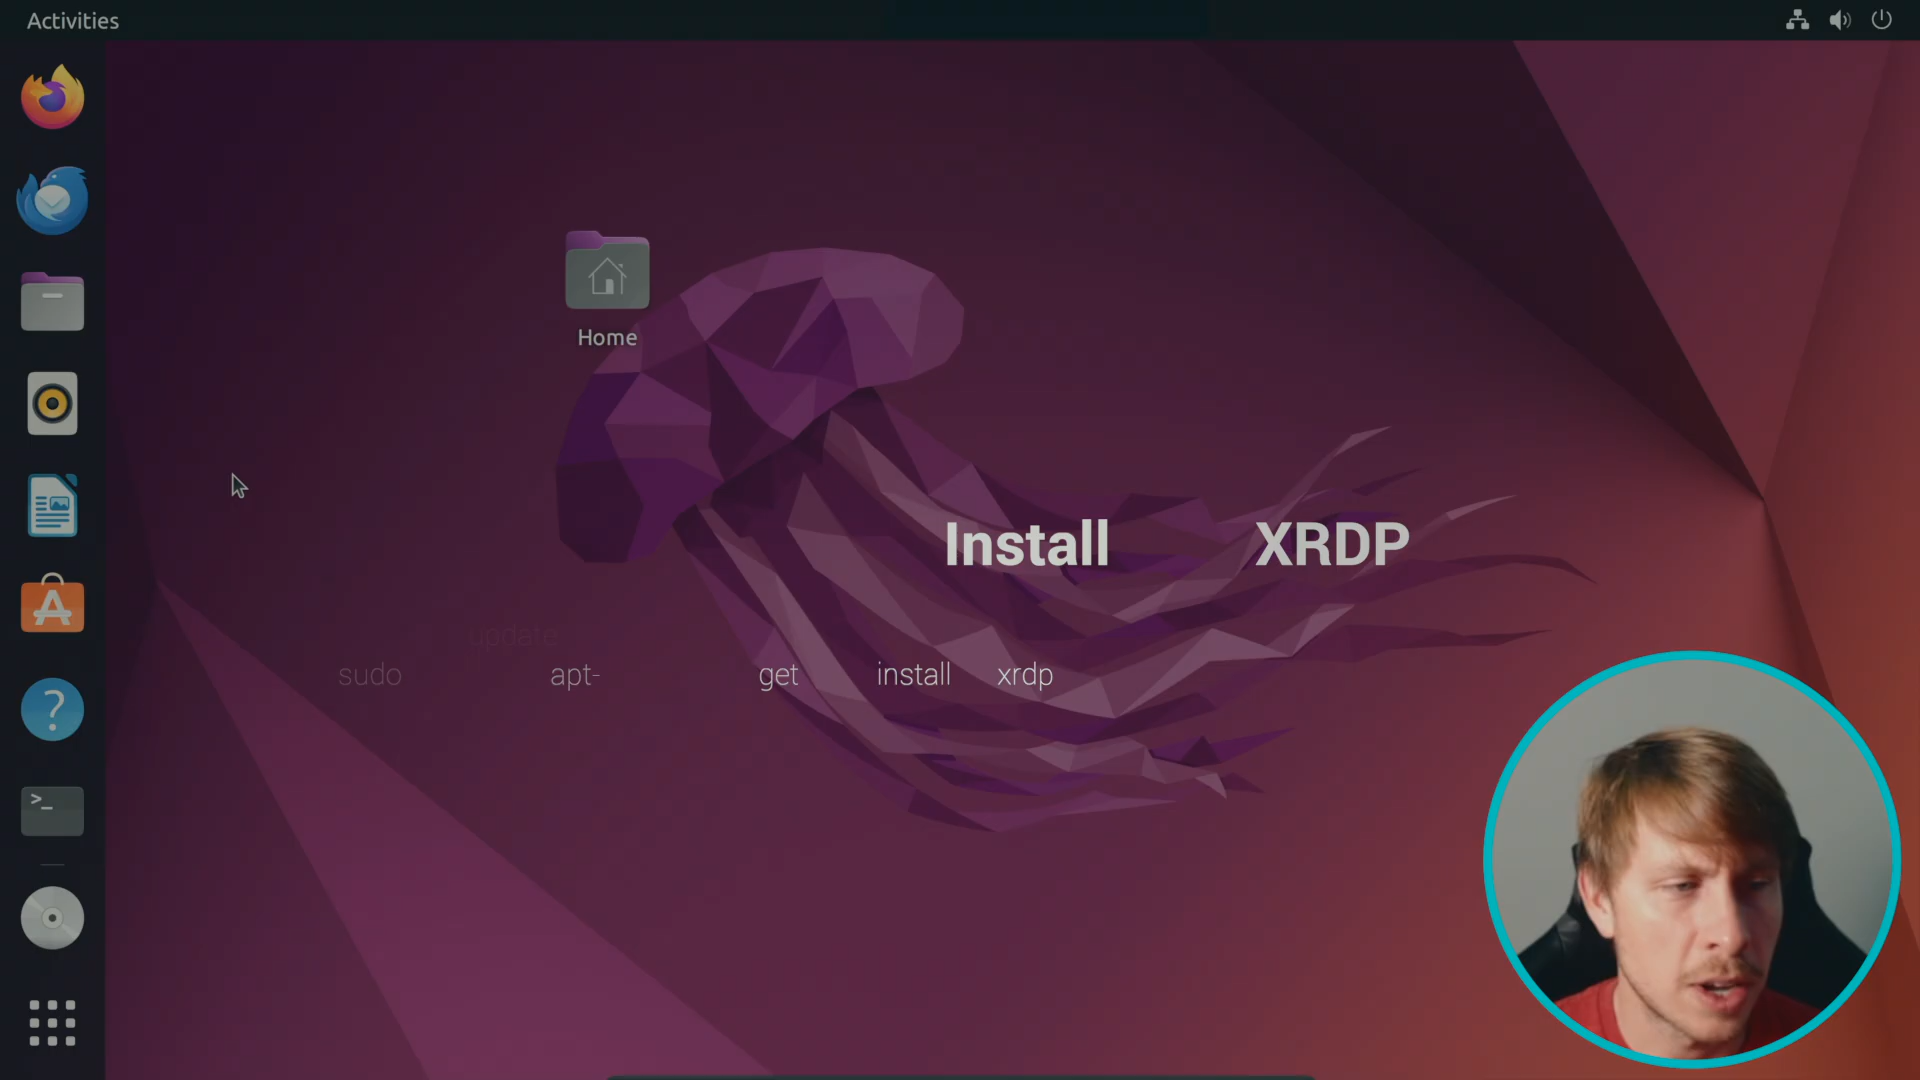 Activities
Home
Install XRDP
update
sudo apt-get install xrdp